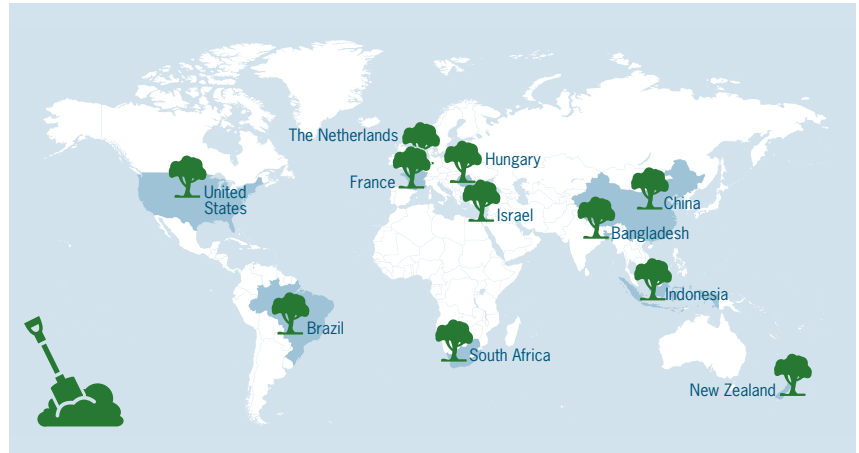 The Netherlands
Hungary
France
United
States
Israel
China
Bangladesh
Indonesia
Brazil
South Africa
New Zealand